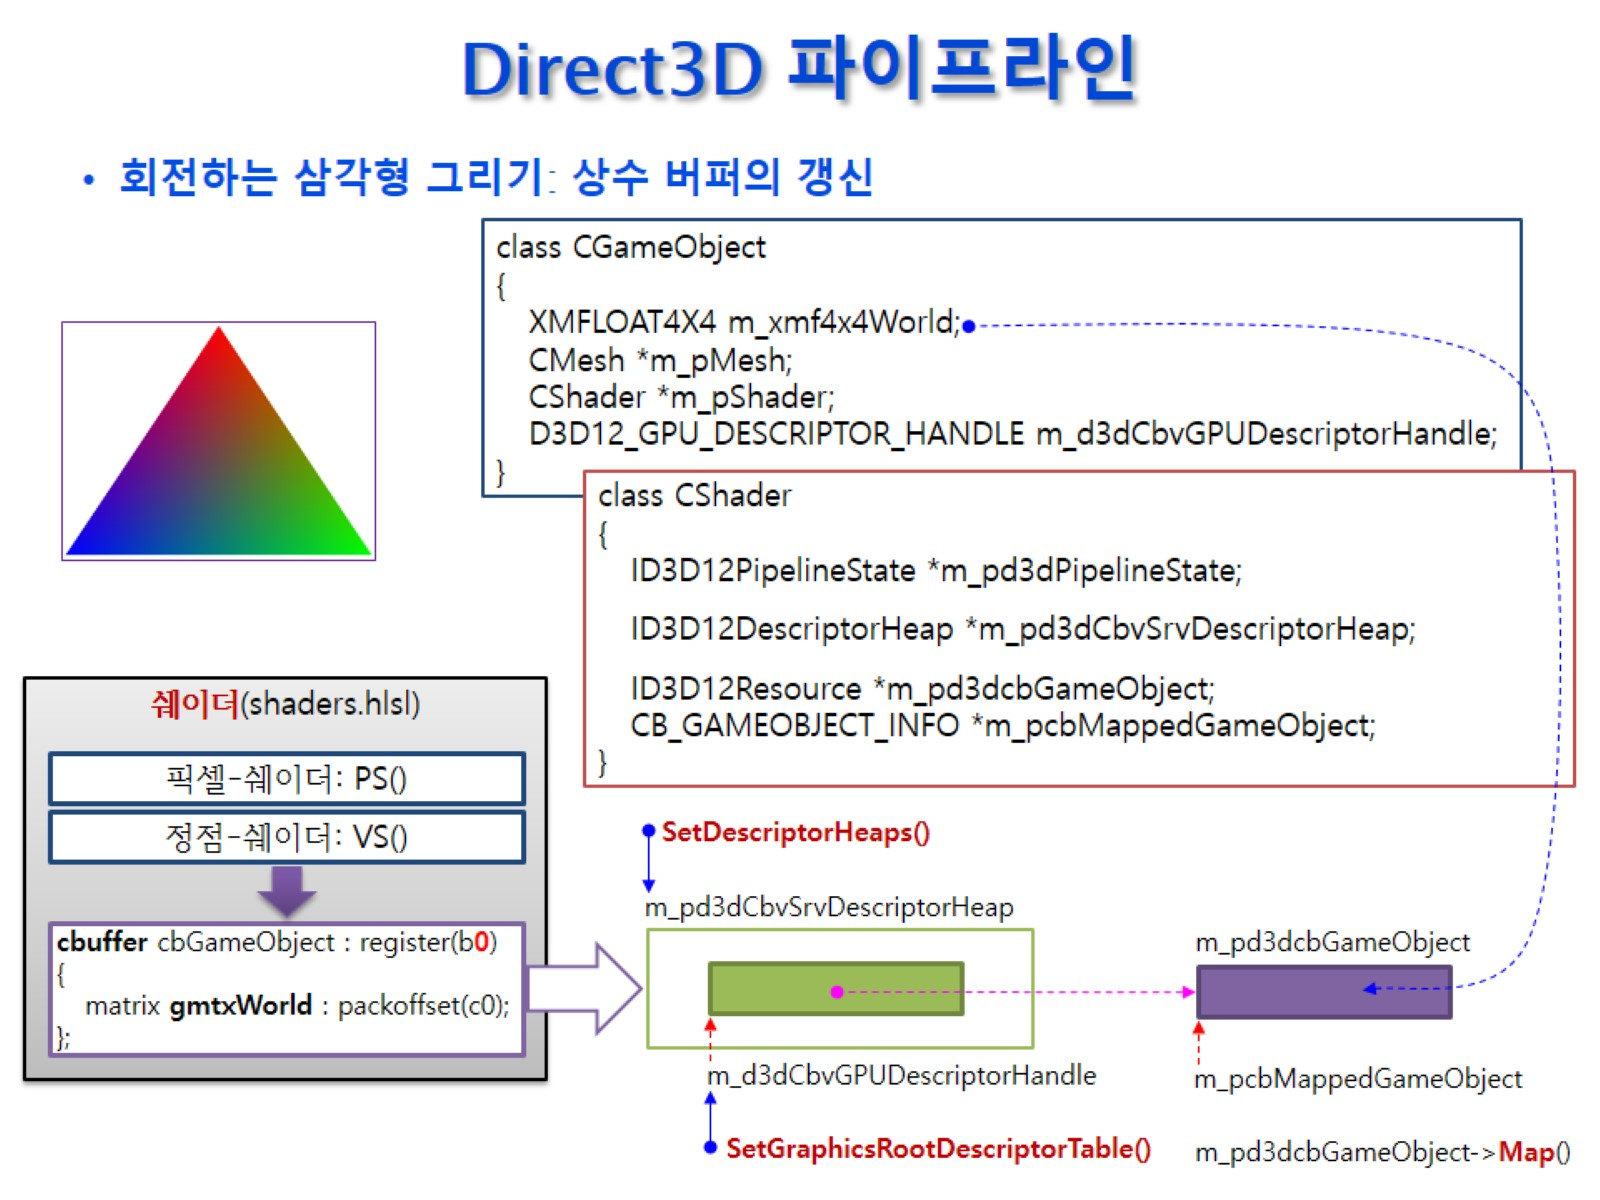 Direct3D 파이프라인
• 회전하는 삼각형 그리기: 상수 버퍼의 갱신
class CGameObject
{
XMFLOAT4X4 m_xmf4x4World;
CMesh *m_pMesh;
CShader *m_pShader;
D3D12_GPU_DESCRIPTOR_HANDLE m_d3dCbvGPUDescriptorHandle;
}
class CShader
{
ID3D12PipelineState *m_pd3dPipelineState;
ID3D12DescriptorHeap *m_pd3dCbvSrvDescriptorHeap;
ID3D12Resource *m_pd3dcbGameObject;
CB_GAMEOBJECT_INFO *m_pcbMappedGameObject;
}
쉐이더(shaders.hlsl)
픽셀-쉐이더: PS()
정점-쉐이더: VS()
cbuffer cbGameObject : register(b0)
{
matrix gmtxWorld : packoffset(c0);
};
SetDescriptorHeaps()
m_pd3dCbvSrvDescriptorHeap
m_d3dCbvGPUDescriptorHandle
SetGraphicsRootDescriptorTable()
m_pd3dcbGameObject
m_pcbMappedGameObject
m_pd3dcbGameObject->Map()